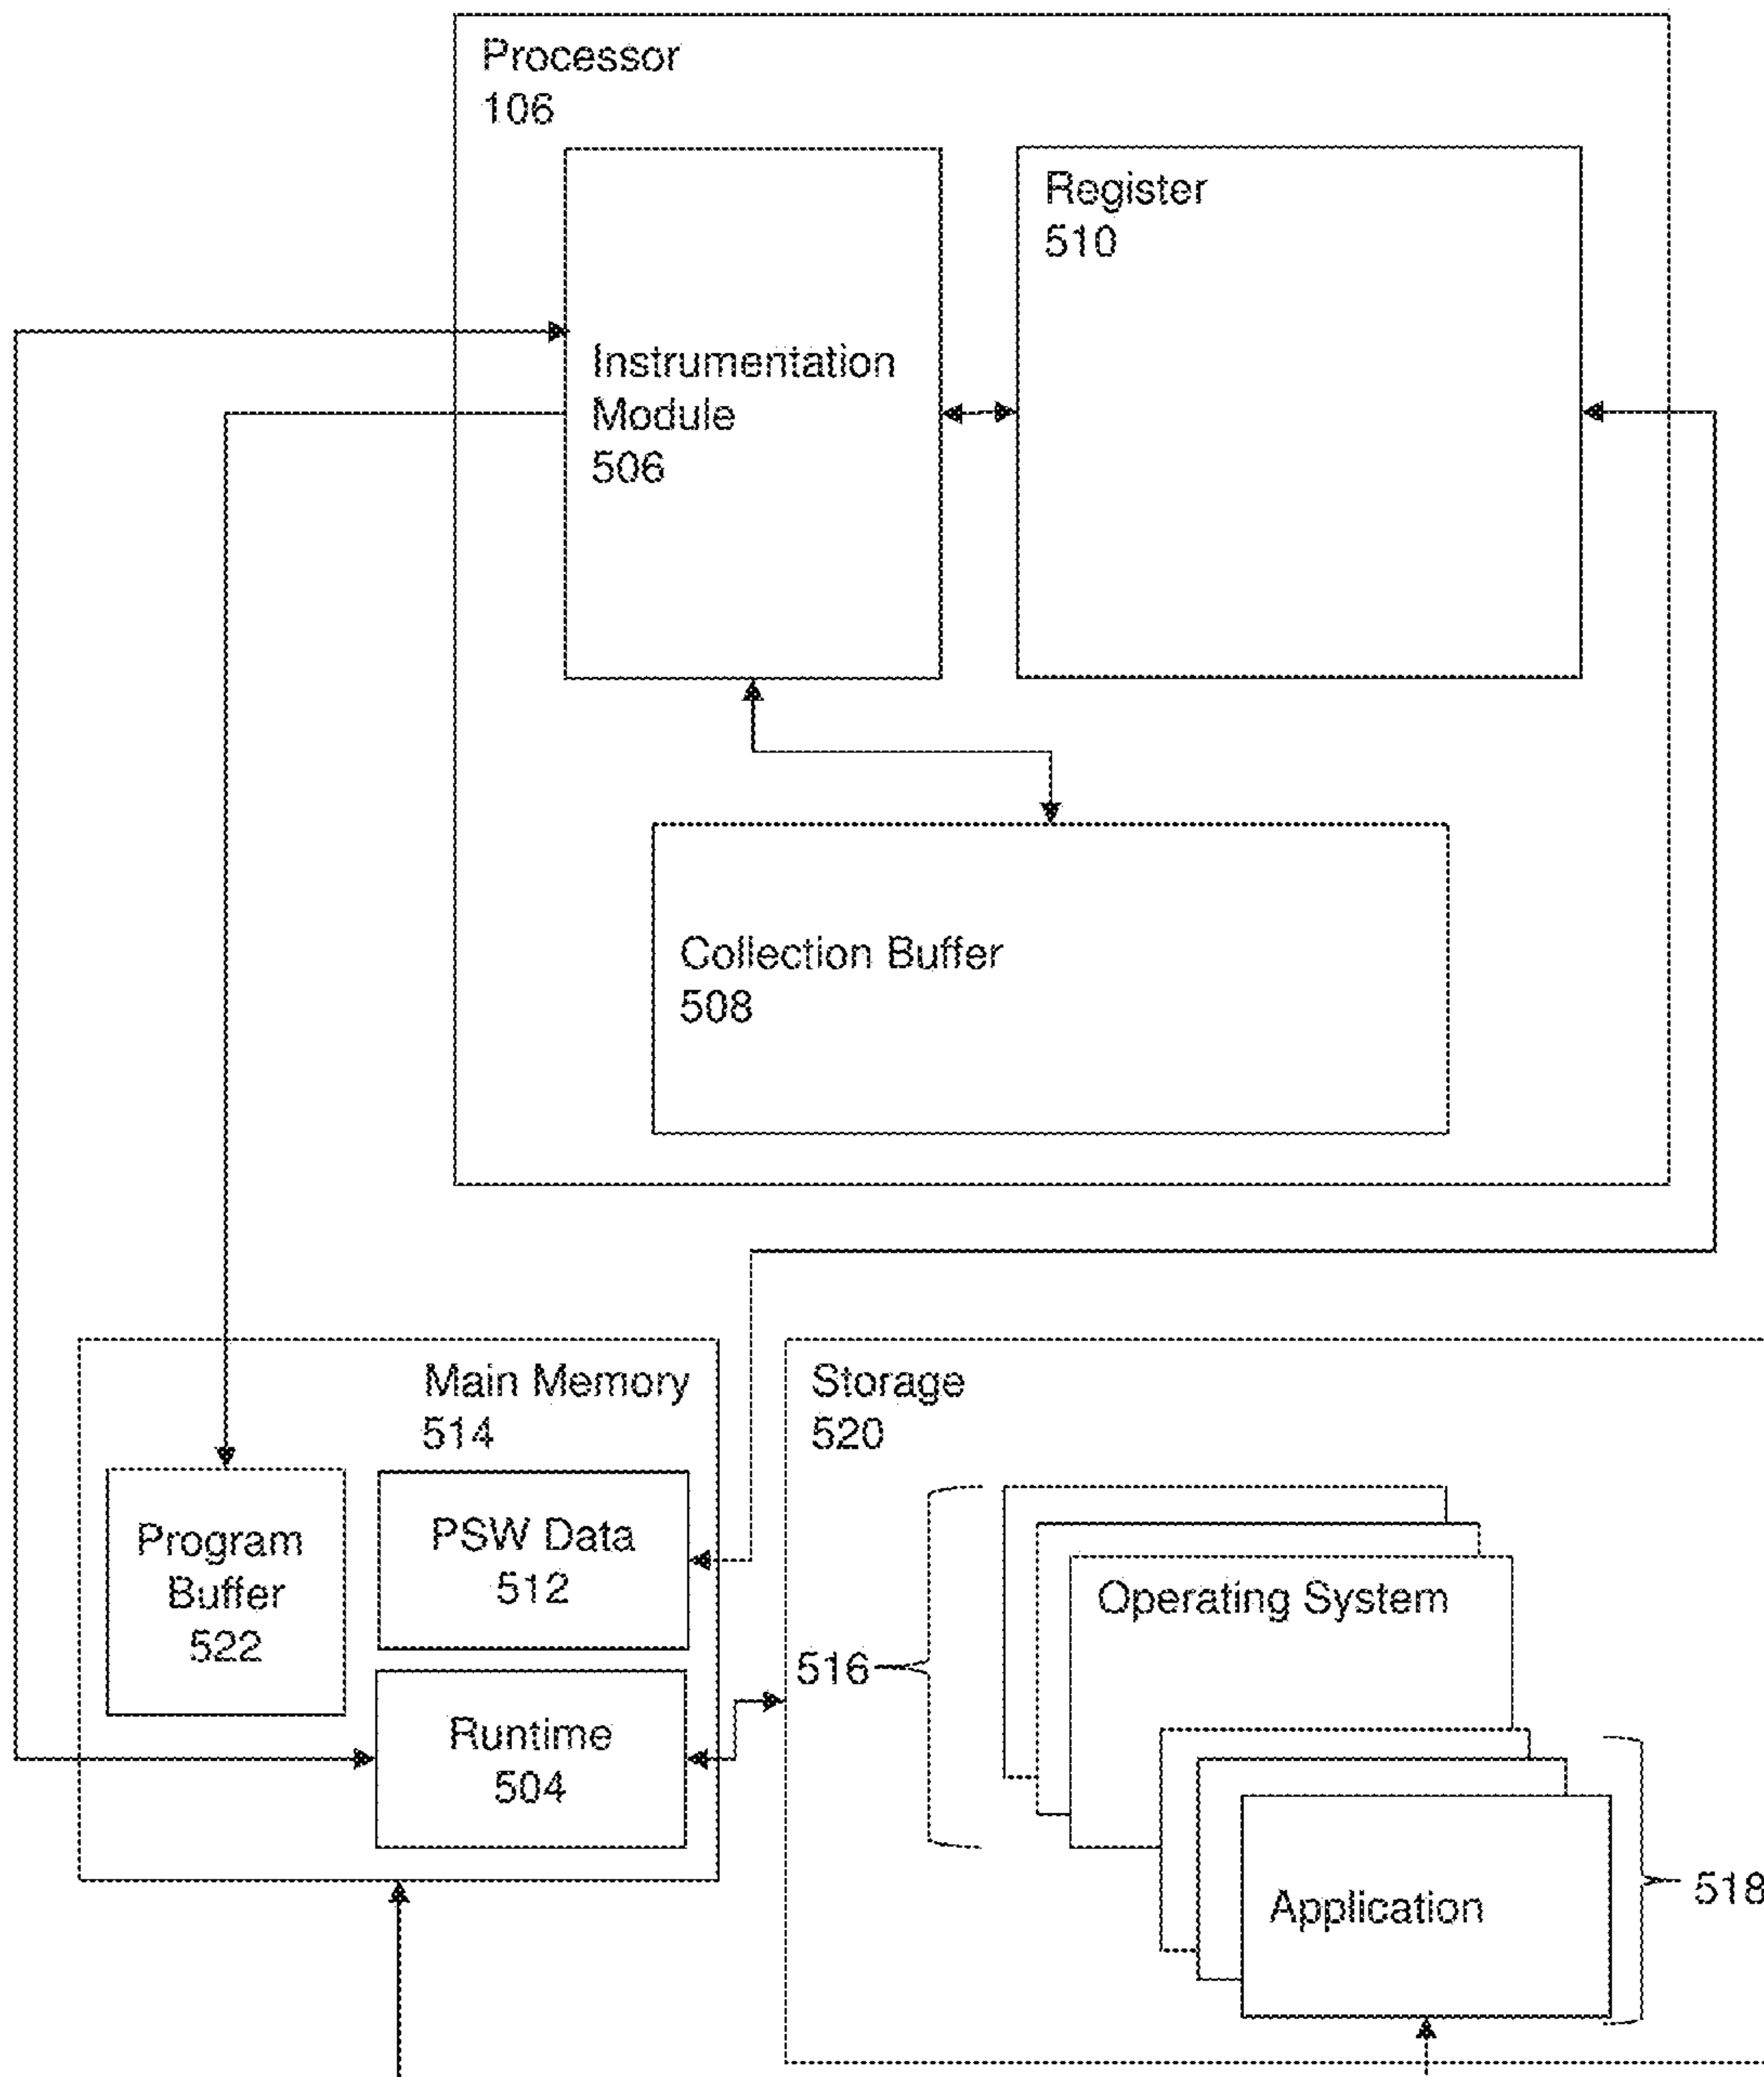 Processor
106
Register
510
Instrumentation
Module
506
Collection Buffer
508
Main Memory
514
Storage
520
Program
Buffer
522
PSW Data
512
Operating System
516
Runtime
504
Application
518